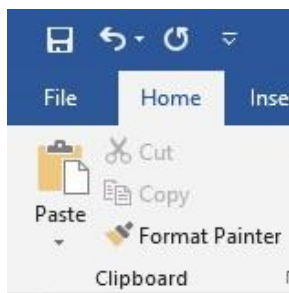 File Home Inse
Cut
Copy
Paste
Format Painter
Clipboard